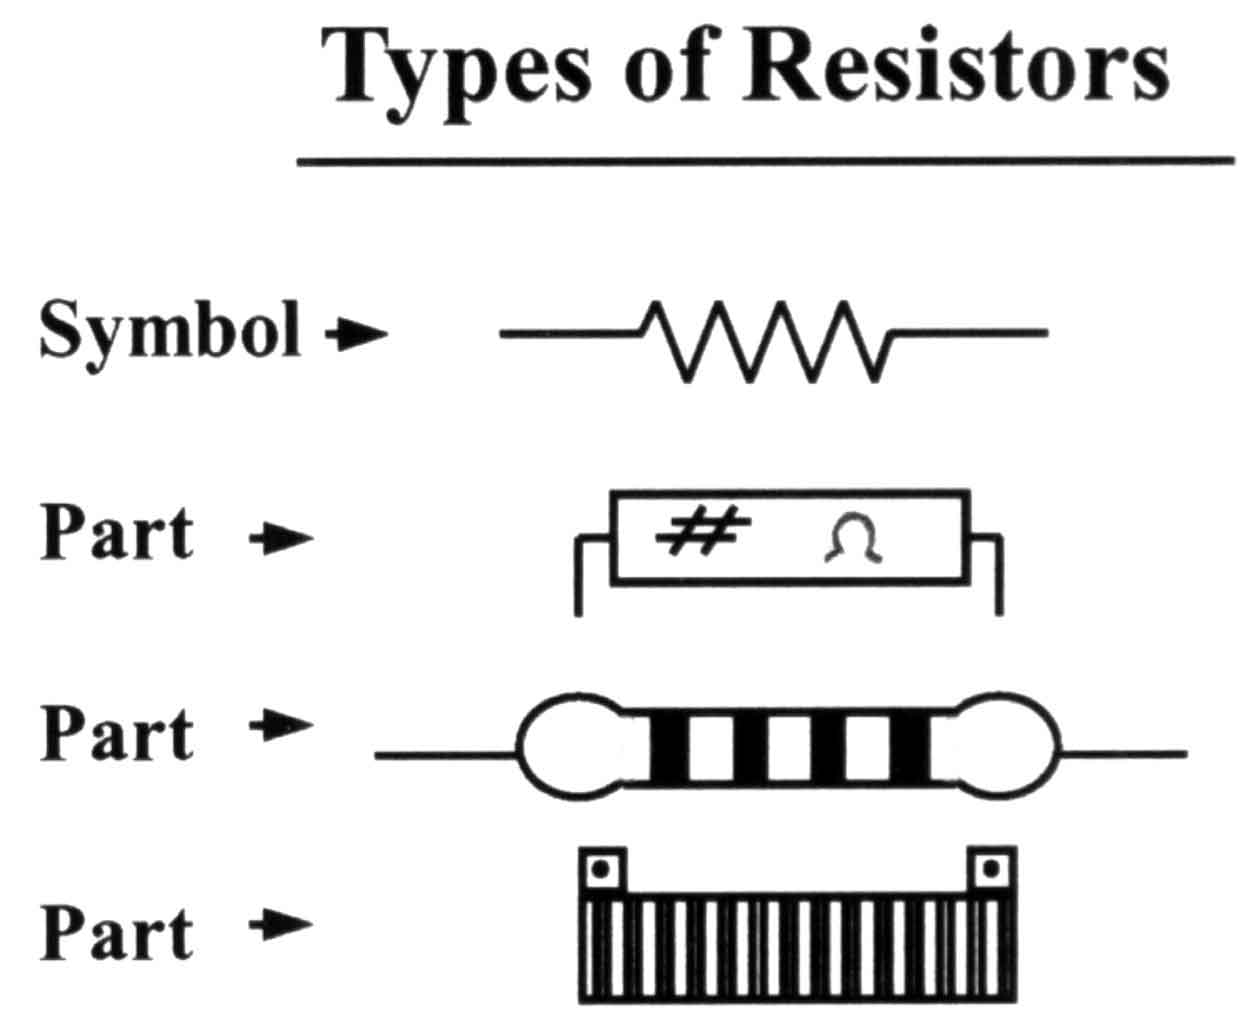 Types of Resistors
Symbol
Part
# Ω
Part
Part